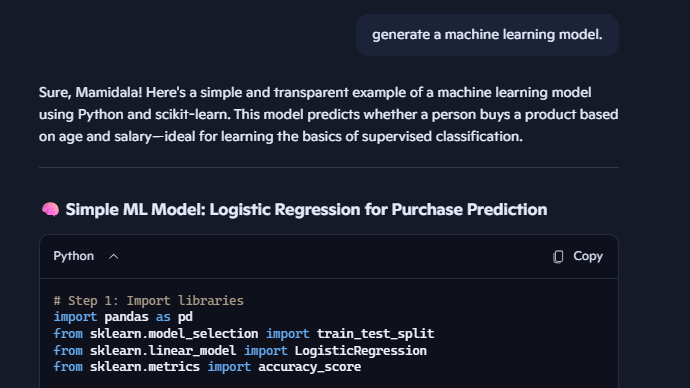 generate a machine learning model.
Sure, Mamidala! Here's a simple and transparent example of a machine learning model
using Python and scikit-learn. This model predicts whether a person buys a product based
on age and salary—ideal for learning the basics of supervised classification.
🧠 Simple ML Model: Logistic Regression for Purchase Prediction
Python Copy
# Step 1: Import libraries
import pandas as pd
from sklearn.model_selection import train_test_split
from sklearn.linear_model import LogisticRegression
from sklearn.metrics import accuracy_score